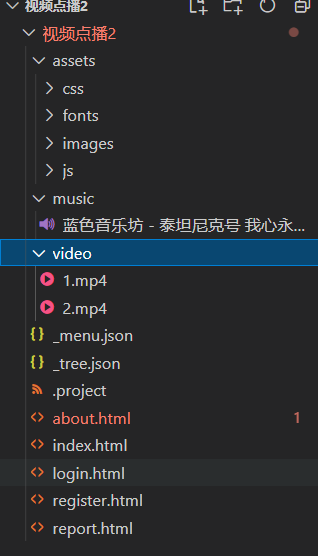 视频点播2
视频点播2
assets
css
fonts
images
js
music
蓝色音乐坊 - 泰坦尼克号 我心永...
video
1.mp4
2.mp4
_menu.json
_tree.json
.project
about.html 1
index.html
login.html
register.html
report.html